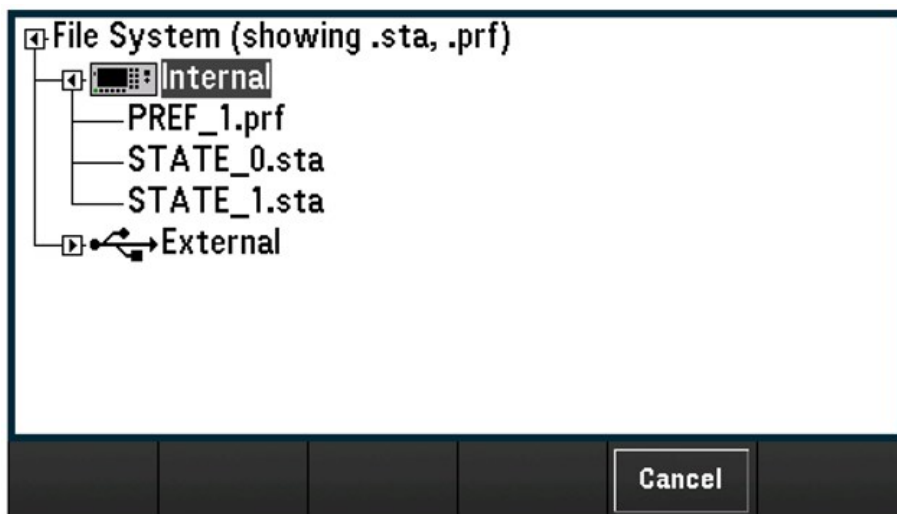 File System (showing .sta, .prf)
Internal
PREF_1.prf
STATE_0.sta
STATE_1.sta
External
Cancel